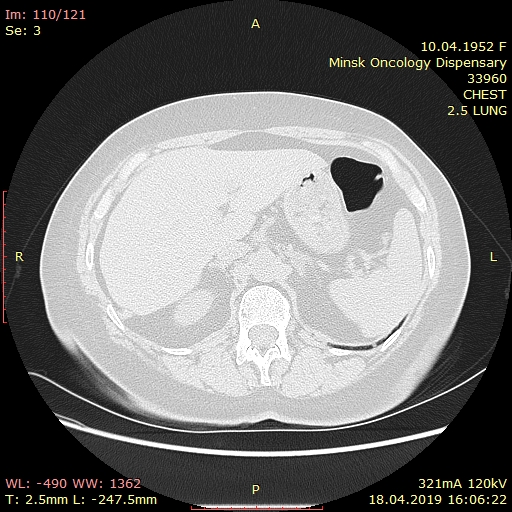 Im: 110/121
Se: 3
A
10.04.1952 F
Minsk Oncology Dispensary
33960
CHEST
2.5 LUNG
R
L
WL: -490 WW: 1362
T: 2.5mm L: -247.5mm
P
321mA 120kV
18.04.2019 16:06:22